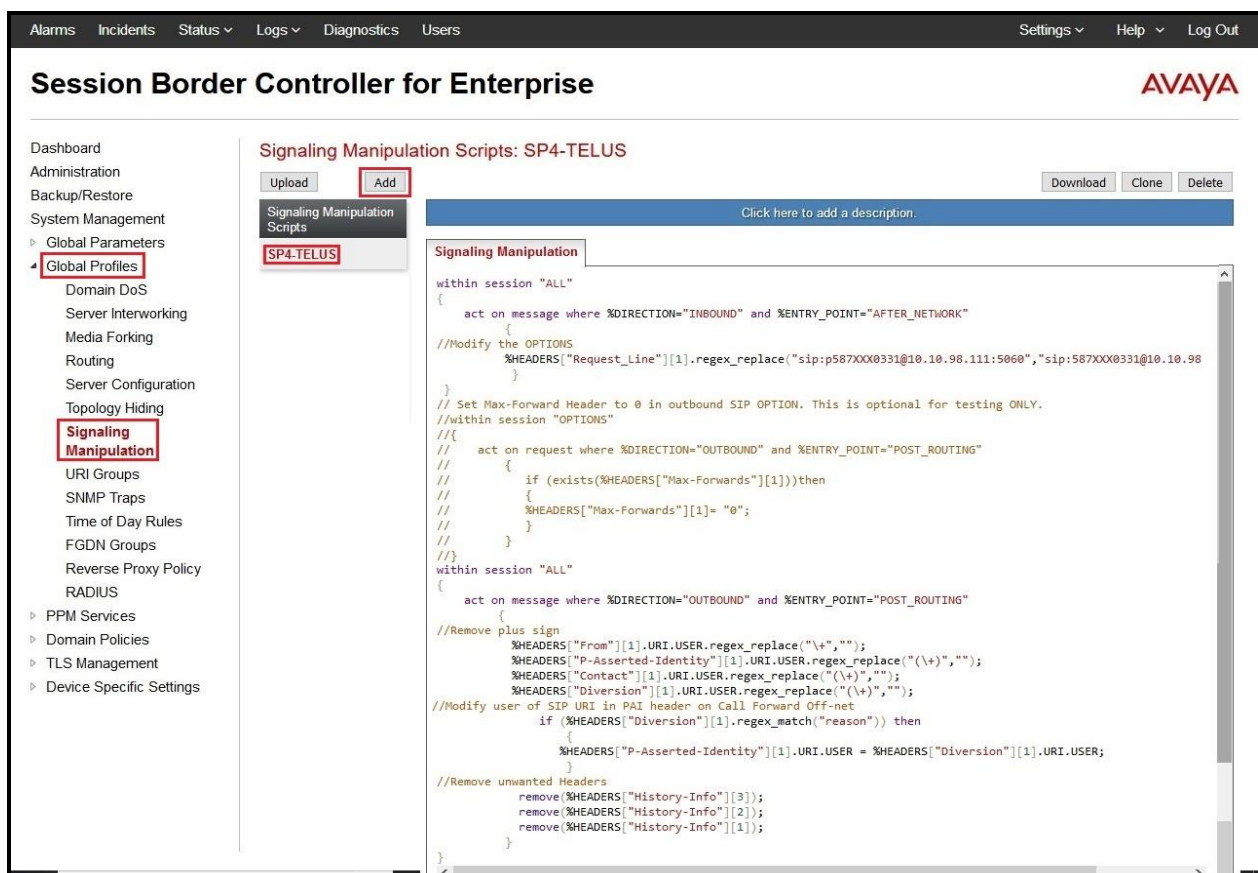 Alarms Incidents Status Logs Diagnostics Users Settings Help Log Out
Session Border Controller for Enterprise
AVAYA
Dashboard
Administration
Backup/Restore
System Management
Global Parameters
Global Profiles
Domain DoS
Server Interworking
Media Forking
Routing
Server Configuration
Topology Hiding
Signaling
Manipulation
URI Groups
SNMP Traps
Time of Day Rules
FGDN Groups
Reverse Proxy Policy
RADIUS
PPM Services
Domain Policies
TLS Management
Device Specific Settings
Signaling Manipulation Scripts: SP4-TELUS
Upload Add Download Clone Delete
Signaling Manipulation
Scripts
SP4-TELUS
Click here to add a description.
Signaling Manipulation
within session "ALL"
{
act on message where %DIRECTION="INBOUND" and %ENTRY_POINT="AFTER_NETWORK"
{
//Modify the OPTIONS
%HEADERS["Request_Line"][1].regex_replace("sip:p587XXX0331@10.10.98.111:5060","sip:587XXX0331@10.10.98
}
}
// Set Max-Forward Header to 0 in outbound SIP OPTION. This is optional for testing ONLY.
//within session "OPTIONS"
//{
// act on request where %DIRECTION="OUTBOUND" and %ENTRY_POINT="POST_ROUTING"
// {
// if (exists(%HEADERS["Max-Forwards"][1]))then
// {
// %HEADERS["Max-Forwards"][1]= "0";
// }
// }
//}
within session "ALL"
{
act on message where %DIRECTION="OUTBOUND" and %ENTRY_POINT="POST_ROUTING"
{
//Remove plus sign
%HEADERS["From"][1].URI.USER.regex_replace("\+","");
%HEADERS["P-Asserted-Identity"][1].URI.USER.regex_replace("(\+)","");
%HEADERS["Contact"][1].URI.USER.regex_replace("(\+)","");
%HEADERS["Diversion"][1].URI.USER.regex_replace("(\+)","");
//Modify user of SIP URI in PAI header on Call Forward Off-net
if (%HEADERS["Diversion"][1].regex_match("reason")) then
{
%HEADERS["P-Asserted-Identity"][1].URI.USER = %HEADERS["Diversion"][1].URI.USER;
}
//Remove unwanted Headers
remove(%HEADERS["History-Info"][3]);
remove(%HEADERS["History-Info"][2]);
remove(%HEADERS["History-Info"][1]);
}
}